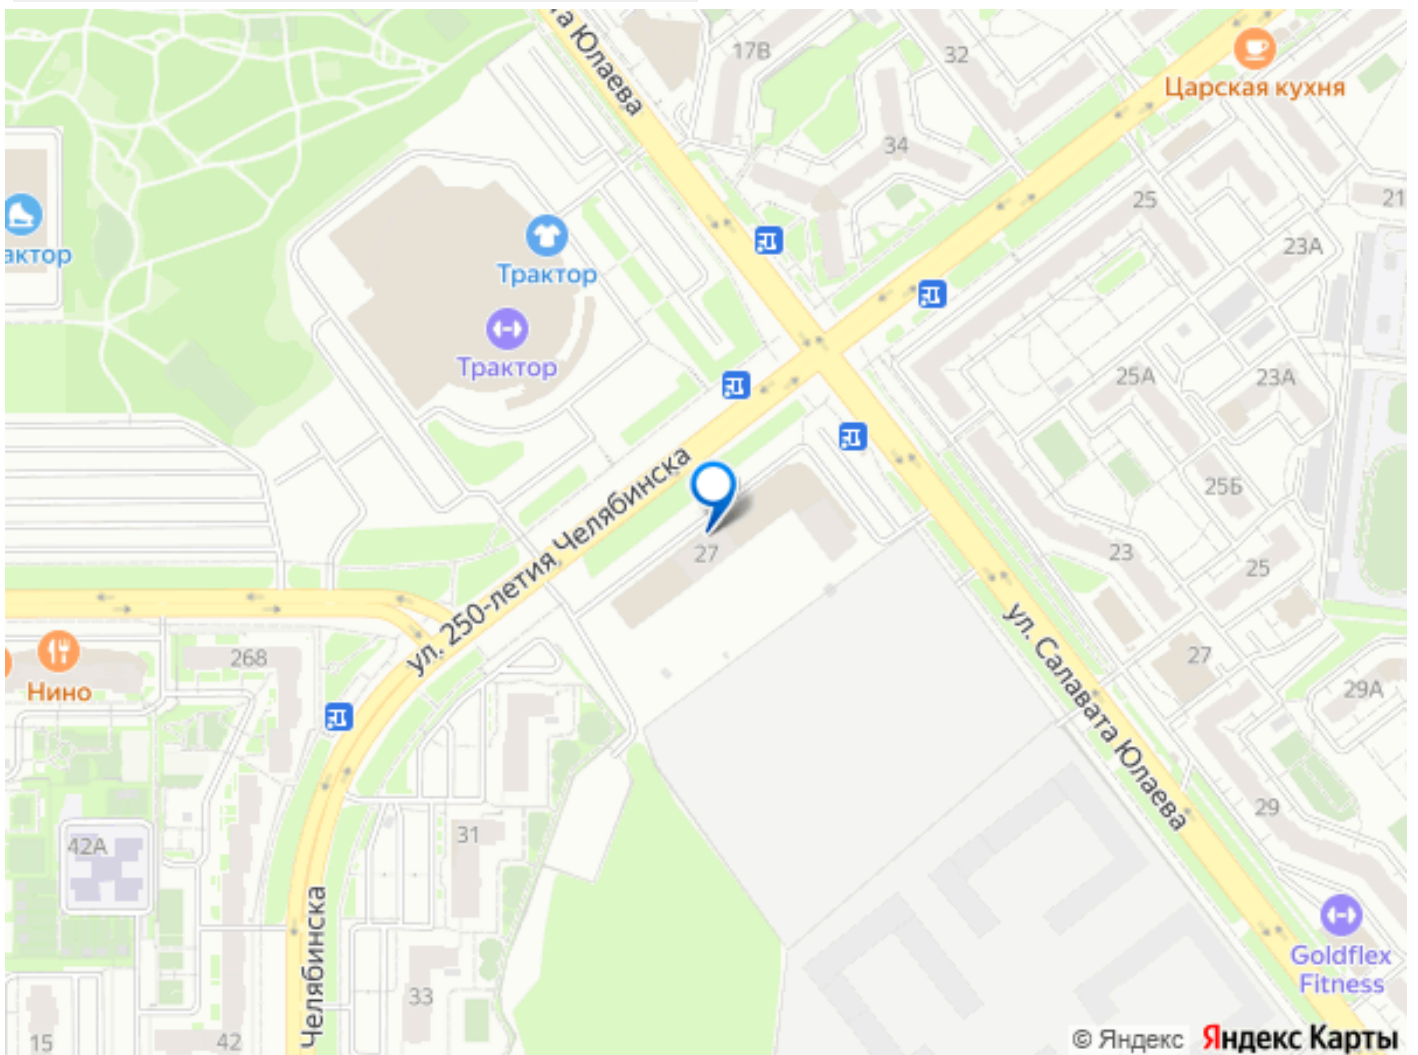 та Юлаева
17В
32
Царская кухня
34
25
21
актор
Трактор
23А
Трактор
25А
23А
ул. 250-летия Челябинска
25Б
27
23
25
268
ул. Салавата Юлаева
27
Нино
29А
31
29
42А
Челябинска
Goldflex
Fitness
33
15
42
© Яндекс Яндекс Карты